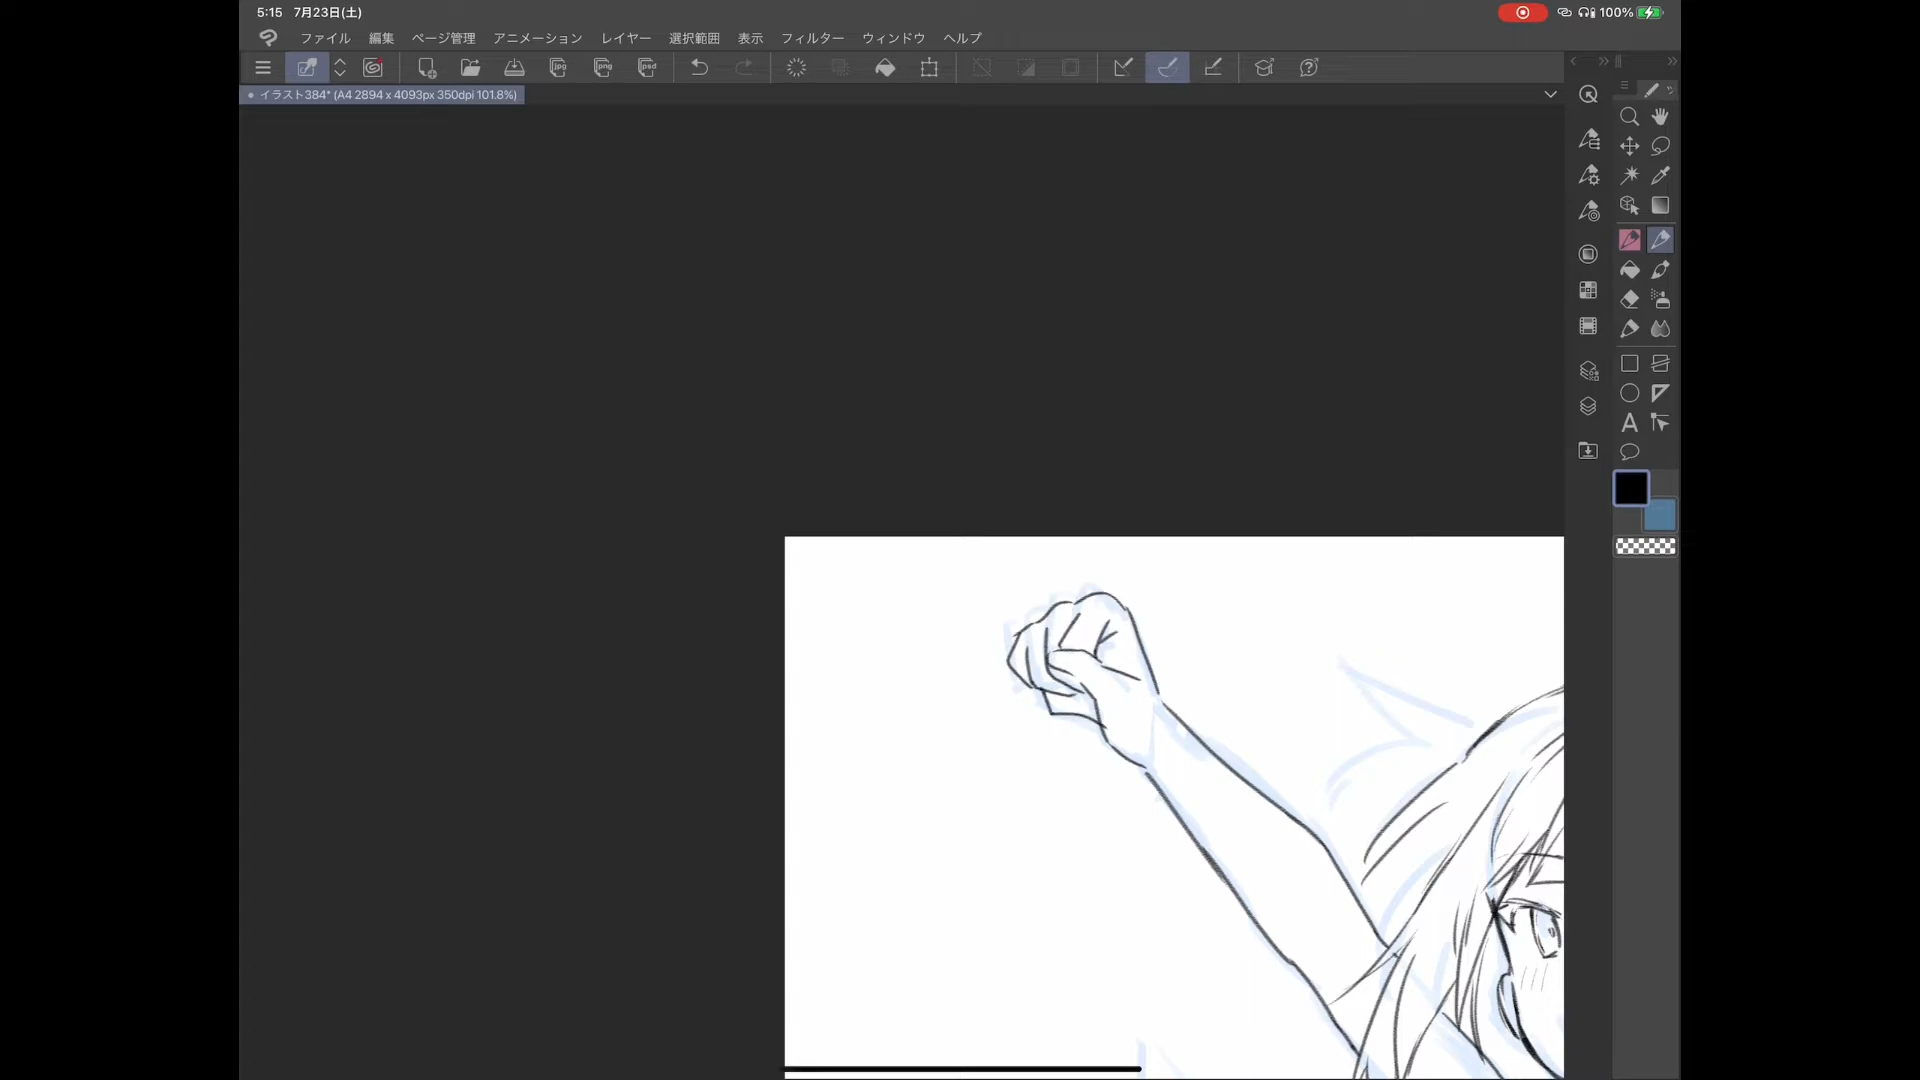 5:15 7月23日(土) 100%
ファイル 編集 ページ管理 アニメーション レイヤー 選択範囲 表示 フィルター ウィンドウ ヘルプ
jpg png psd
イラスト384* (A4 2894 x 4093px 350dpi 101.8%)
A